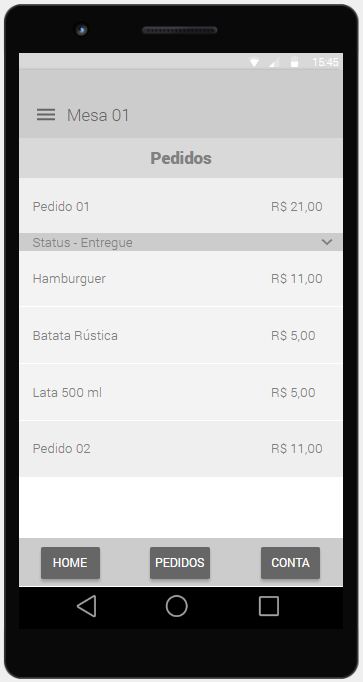 15:45
Mesa 01
Pedidos
Pedido 01 R$ 21,00
Status - Entregue
Hamburguer R$ 11,00
Batata Rústica R$ 5,00
Lata 500 ml R$ 5,00
Pedido 02 R$ 11,00
HOME PEDIDOS CONTA